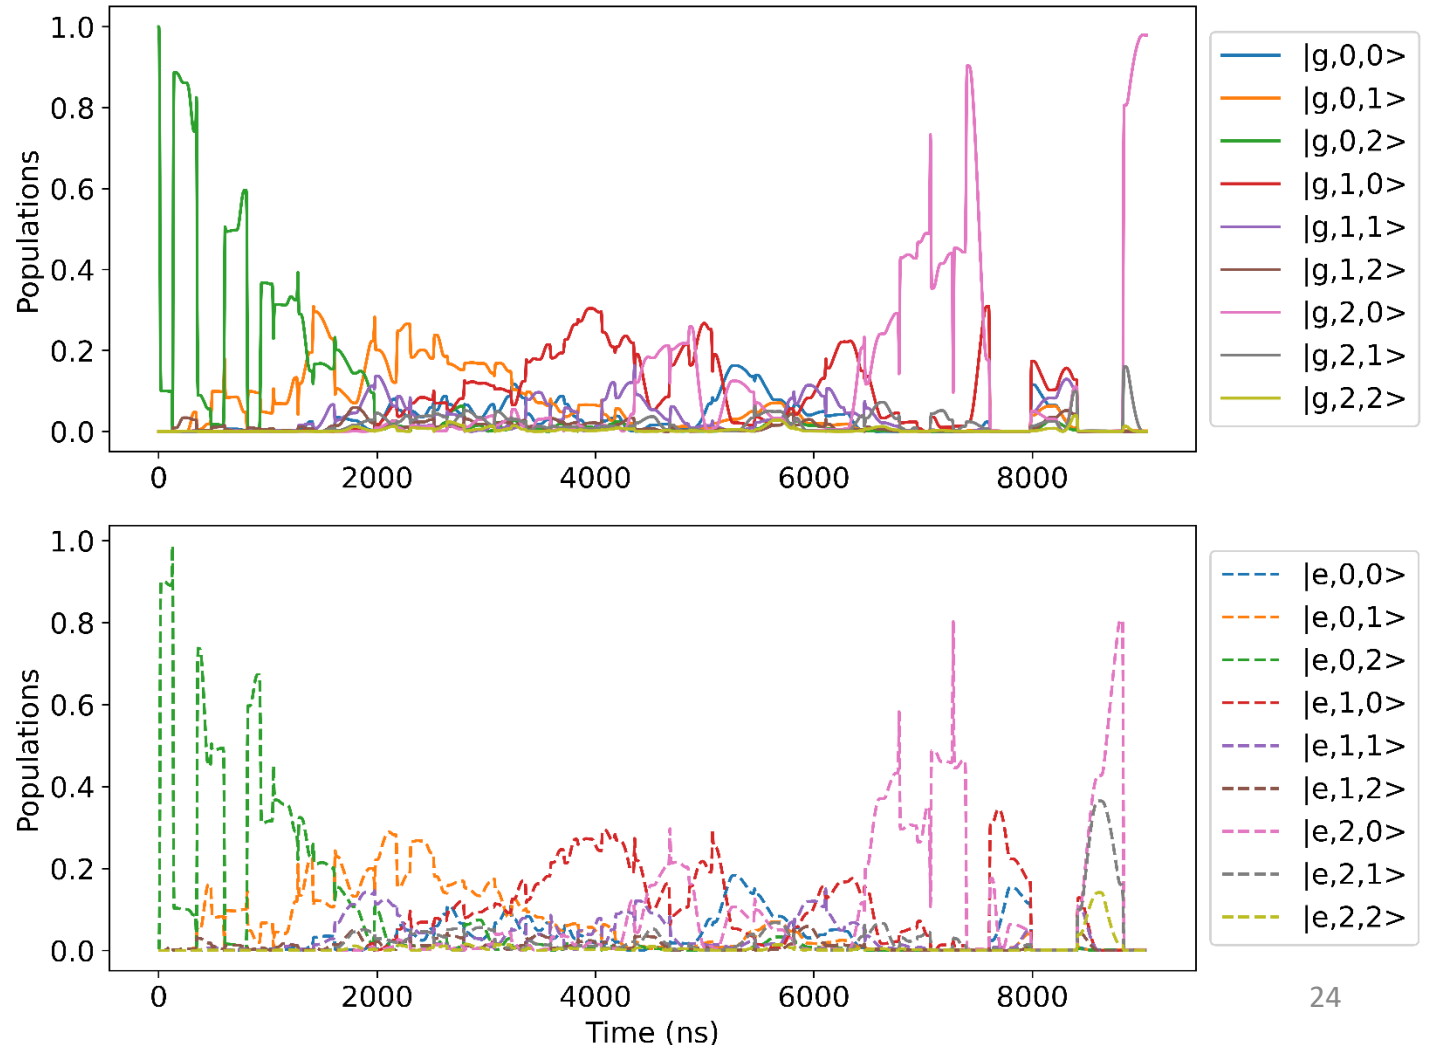 Populations
1.0
0.8
0.6
0.4
0.2
0.0
0
2000
4000
6000
8000
|g,0,0>
|g,0,1>
|g,0,2>
|g,1,0>
|g,1,1>
|g,1,2>
|g,2,0>
|g,2,1>
|g,2,2>
Populations
1.0
0.8
0.6
0.4
0.2
0.0
0
2000
4000
6000
8000
Time (ns)
|e,0,0>
|e,0,1>
|e,0,2>
|e,1,0>
|e,1,1>
|e,1,2>
|e,2,0>
|e,2,1>
|e,2,2>
24